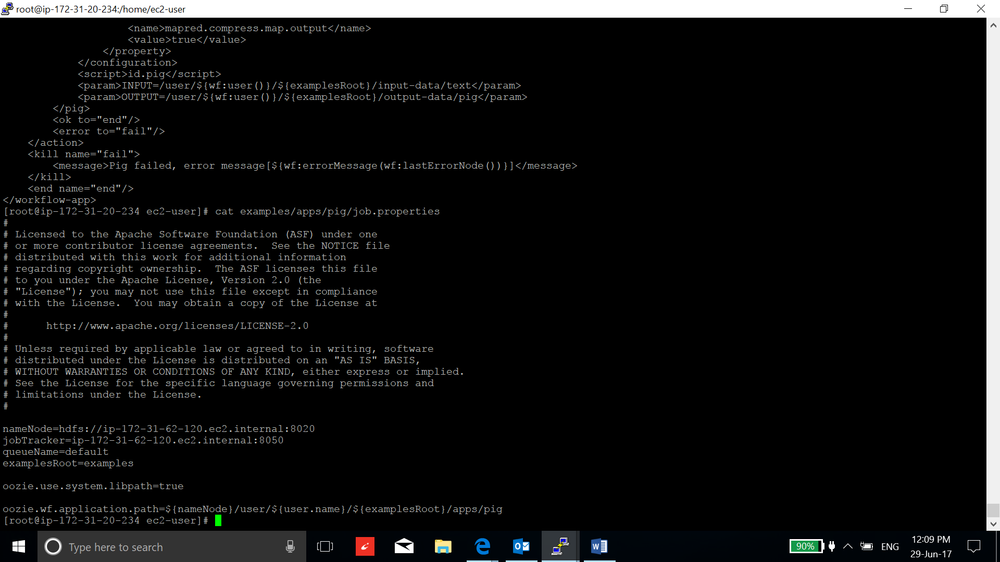 root@ip-172-31-20-234:/home/ec2-user
<name>mapred.compress.map.output</name>
<value>true</value>
</property>
</configuration>
<script>id.pig</script>
<param>INPUT=/user/${wf:user()}/${examplesRoot}/input-data/text</param>
<param>OUTPUT=/user/${wf:user()}/${examplesRoot}/output-data/pig</param>
</pig>
<ok to="end"/>
<error to="fail"/>
</action>
<kill name="fail">
<message>Pig failed, error message[${wf:errorMessage(wf:lastErrorNode())}]</message>
</kill>
<end name="end"/>
</workflow-app>
[root@ip-172-31-20-234 ec2-user]# cat examples/apps/pig/job.properties
#
# Licensed to the Apache Software Foundation (ASF) under one
# or more contributor license agreements.  See the NOTICE file
# distributed with this work for additional information
# regarding copyright ownership.  The ASF licenses this file
# to you under the Apache License, Version 2.0 (the
# "License"); you may not use this file except in compliance
# with the License.  You may obtain a copy of the License at
#
#      http://www.apache.org/licenses/LICENSE-2.0
#
# Unless required by applicable law or agreed to in writing, software
# distributed under the License is distributed on an "AS IS" BASIS,
# WITHOUT WARRANTIES OR CONDITIONS OF ANY KIND, either express or implied.
# See the License for the specific language governing permissions and
# limitations under the License.
#
nameNode=hdfs://ip-172-31-62-120.ec2.internal:8020
jobTracker=ip-172-31-62-120.ec2.internal:8050
queueName=default
examplesRoot=examples
oozie.use.system.libpath=true
oozie.wf.application.path=${nameNode}/user/${user.name}/${examplesRoot}/apps/pig
[root@ip-172-31-20-234 ec2-user]#
Type here to search
90%
ENG
12:09 PM
29-Jun-17